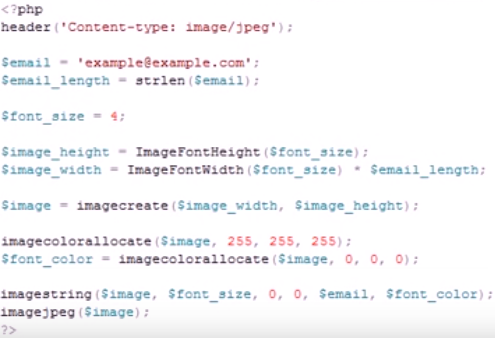 <?php
header('Content-type: image/jpeg');
$email = 'example@example.com';
$email_length = strlen($email);
$font_size = 4;
$image_height = ImageFontHeight($font_size);
$image_width = ImageFontWidth($font_size) * $email_length;
$image = imagecreate($image_width, $image_height);
imagecolorallocate($image, 255, 255, 255);
$font_color = imagecolorallocate($image, 0, 0, 0);
imagestring($image, $font_size, 0, 0, $email, $font_color);
imagejpeg($image);
?>